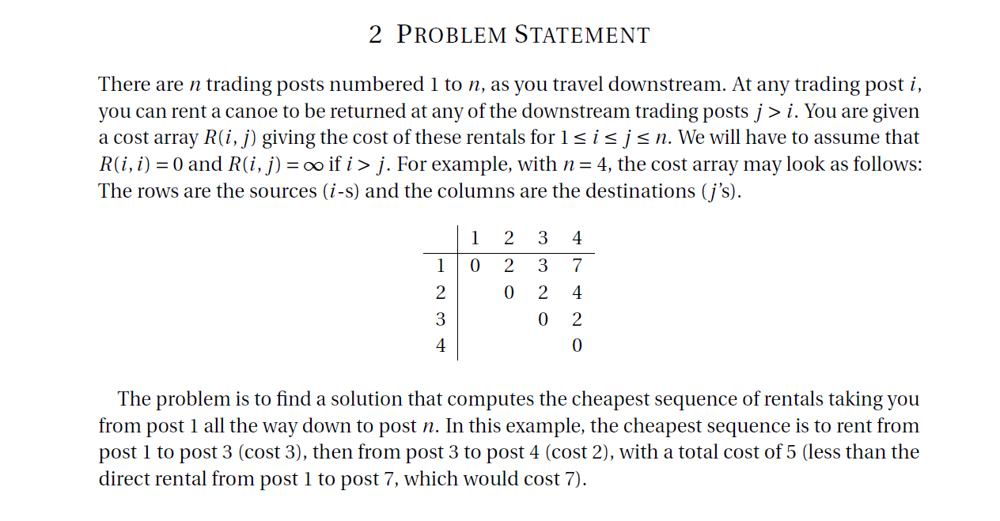 2 PROBLEM STATEMENT
There are n trading posts numbered 1 to n, as you travel downstream. At any trading post i,
you can rent a canoe to be returned at any of the downstream trading posts j > i. You are given
a cost array R(i, j) giving the cost of these rentals for 1 ≤ i ≤ j ≤ n. We will have to assume that
R(i, i) = 0 and R(i, j) = ∞ if i > j. For example, with n = 4, the cost array may look as follows:
The rows are the sources (i-s) and the columns are the destinations (j’s).
1 2 3 4
1 0 2 3 7
2 0 2 4
3 0 2
4 0
The problem is to find a solution that computes the cheapest sequence of rentals taking you
from post 1 all the way down to post n. In this example, the cheapest sequence is to rent from
post 1 to post 3 (cost 3), then from post 3 to post 4 (cost 2), with a total cost of 5 (less than the
direct rental from post 1 to post 7, which would cost 7).